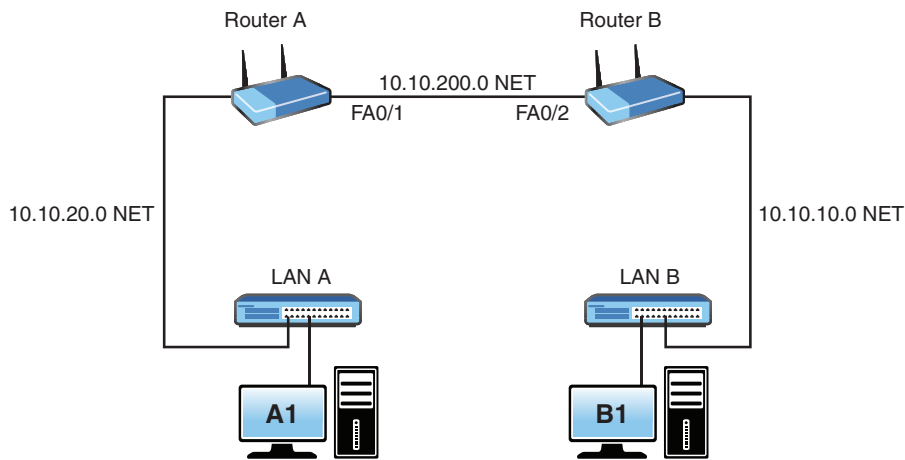 Router A
Router B
10.10.200.0 NET
FA0/1
FA0/2
10.10.20.0 NET
10.10.10.0 NET
LAN A
LAN B
A1
B1